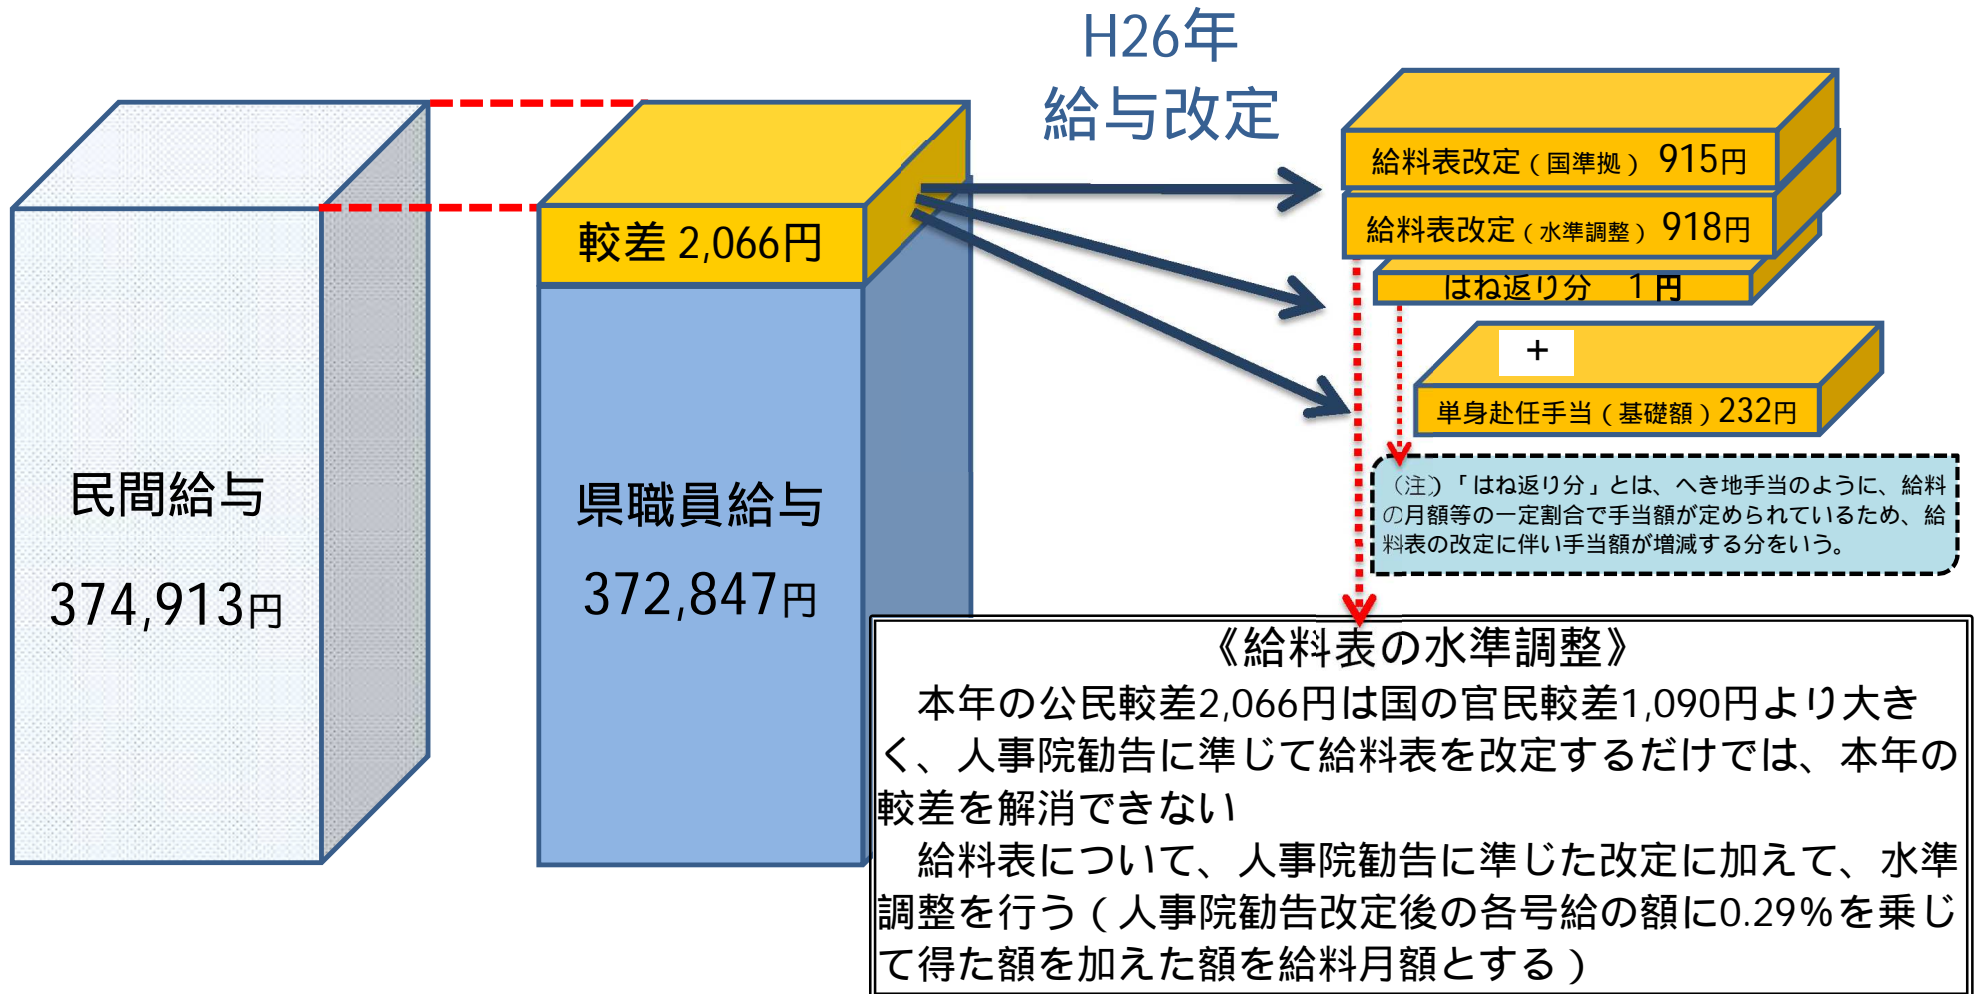 H26年
給与改定
民間給与
374,913円
較差 2,066円
県職員給与
372,847円
給料表改定（国準拠） 915円
給料表改定（水準調整） 918円
はね返り分　１円
+
単身赴任手当（基礎額）232円
（注）「はね返り分」とは、へき地手当のように、給料
の月額等の一定割合で手当額が定められているため、給
料表の改定に伴い手当額が増減する分をいう。
《給料表の水準調整》
本年の公民較差2,066円は国の官民較差1,090円より大き
く、人事院勧告に準じて給料表を改定するだけでは、本年の
較差を解消できない
給料表について、人事院勧告に準じた改定に加えて、水準
調整を行う（人事院勧告改定後の各号給の額に0.29%を乗じ
て得た額を加えた額を給料月額とする）